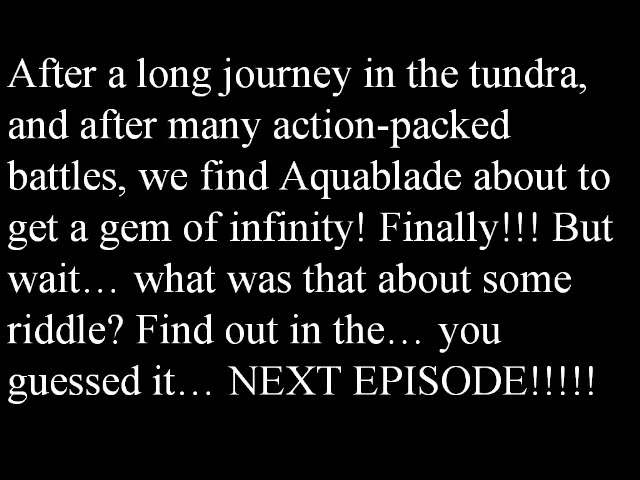 After a long journey in the tundra,
and after many action-packed
battles, we find Aquablade about to
get a gem of infinity! Finally!!! But
wait… what was that about some
riddle? Find out in the… you
guessed it… NEXT EPISODE!!!!!